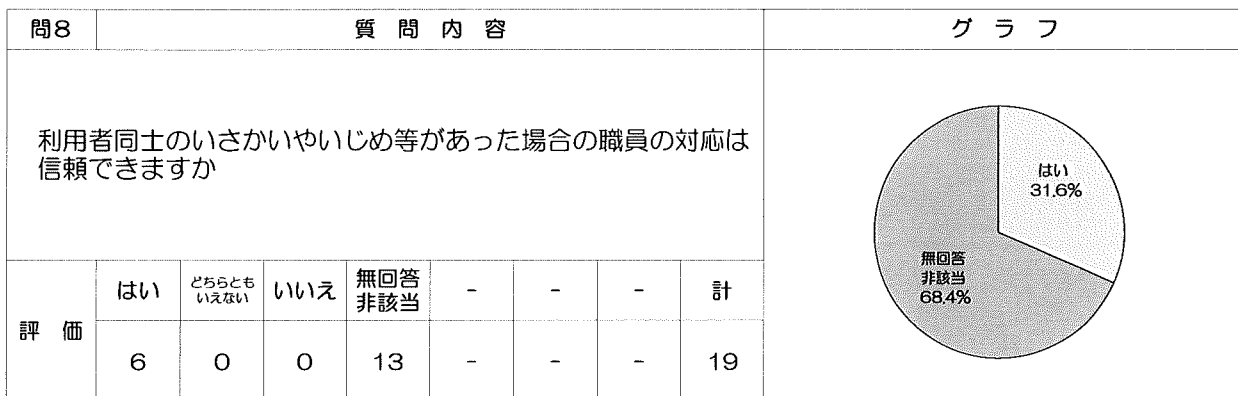 問8
質 問 内 容
グ ラ フ
利用者同士のいさかいやいじめ等があった場合の職員の対応は
信頼できますか
はい
31.6%
無回答
非該当
68.4%
評 価
はい
どちらとも
いえない
いいえ
無回答
非該当
-
-
-
計
6
0
0
13
-
-
-
19